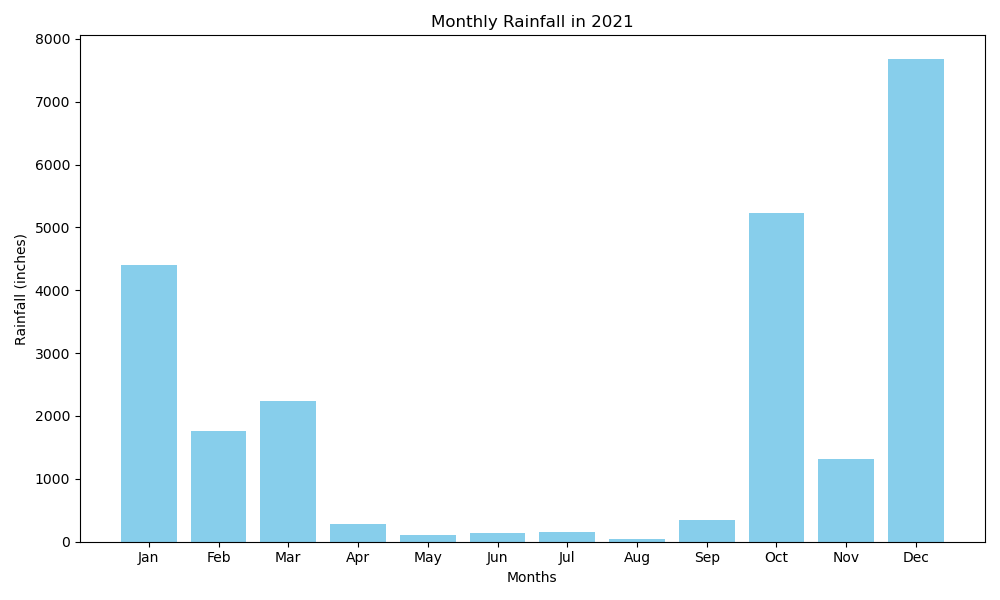 Monthly Rainfall in 2021
8000
7000
6000
5000
4000
3000
2000
1000
0
Rainfall (inches)
Jan Feb Mar Apr May Jun Jul Aug Sep Oct Nov Dec
Months